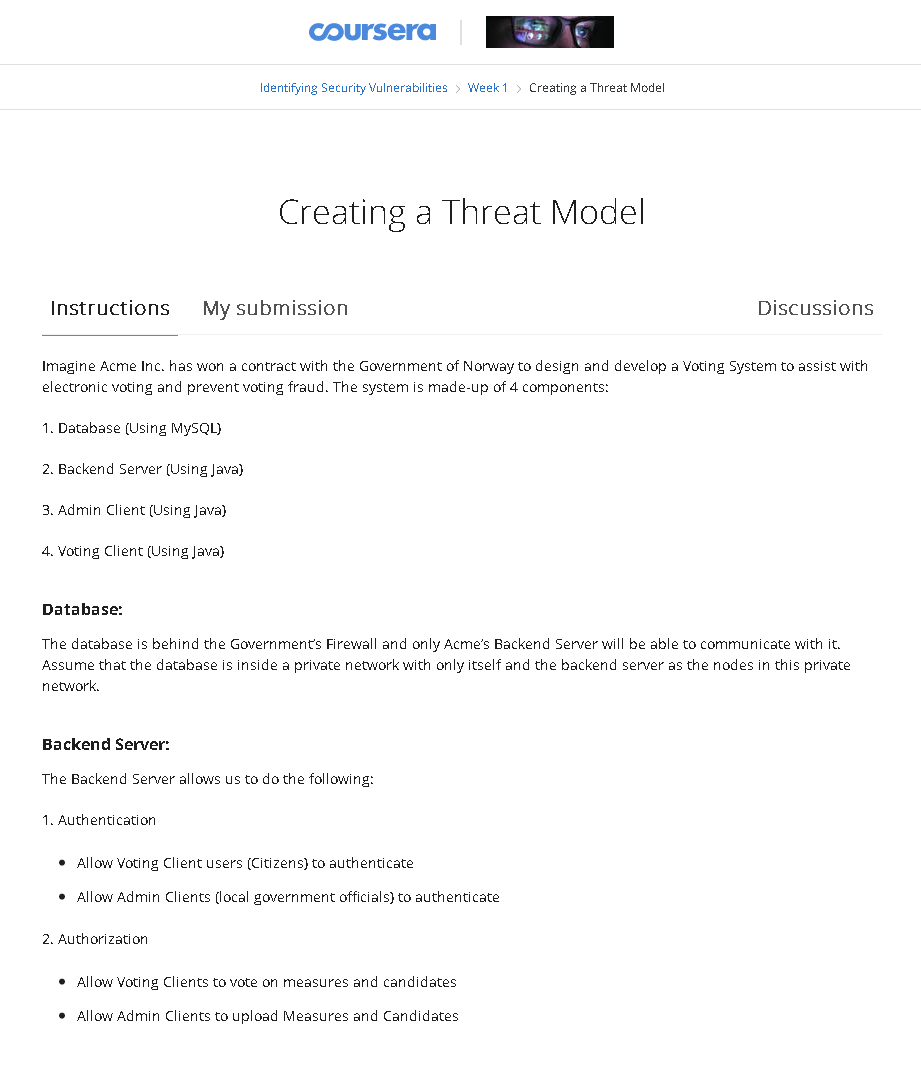 coursera
Identifying Security Vulnerabilities > Week 1 > Creating a Threat Model
Creating a Threat Model
Instructions My submission Discussions
Imagine Acme Inc. has won a contract with the Government of Norway to design and develop a Voting System to assist with
electronic voting and prevent voting fraud. The system is made-up of 4 components:
1. Database (Using MySQL)
2. Backend Server (Using Java)
3. Admin Client (Using Java)
4. Voting Client (Using Java)
Database:
The database is behind the Government's Firewall and only Acme's Backend Server will be able to communicate with it.
Assume that the database is inside a private network with only itself and the backend server as the nodes in this private
network.
Backend Server:
The Backend Server allows us to do the following:
1. Authentication
• Allow Voting Client users (Citizens) to authenticate
• Allow Admin Clients (local government officials) to authenticate
2. Authorization
• Allow Voting Clients to vote on measures and candidates
• Allow Admin Clients to upload Measures and Candidates